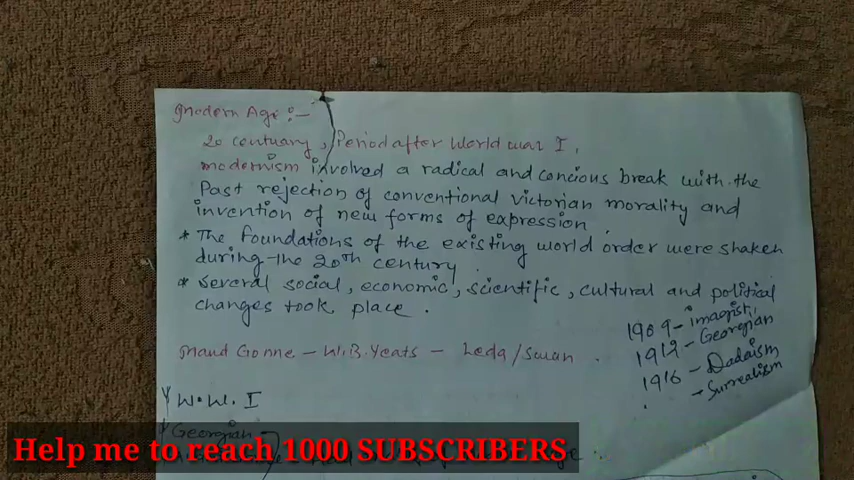 Modern Age :-
20 centuary, Period after World war I.
modernism involved a radical and concious break with the
Past rejection of conventional victorian morality and
invention of new forms of expression.
* The foundations of the existing world order were shaken
during the 20th century.
* Several social, economic, scientific, cultural and political
changes took place.
1909 - imagist,
1912 - Georgian
1916 - Dadaism
- Surrealism
Maud Gonne - W.B. Yeats - Leda/Swan.
W.W.I
Georgian
Help me to reach 1000 SUBSCRIBERS